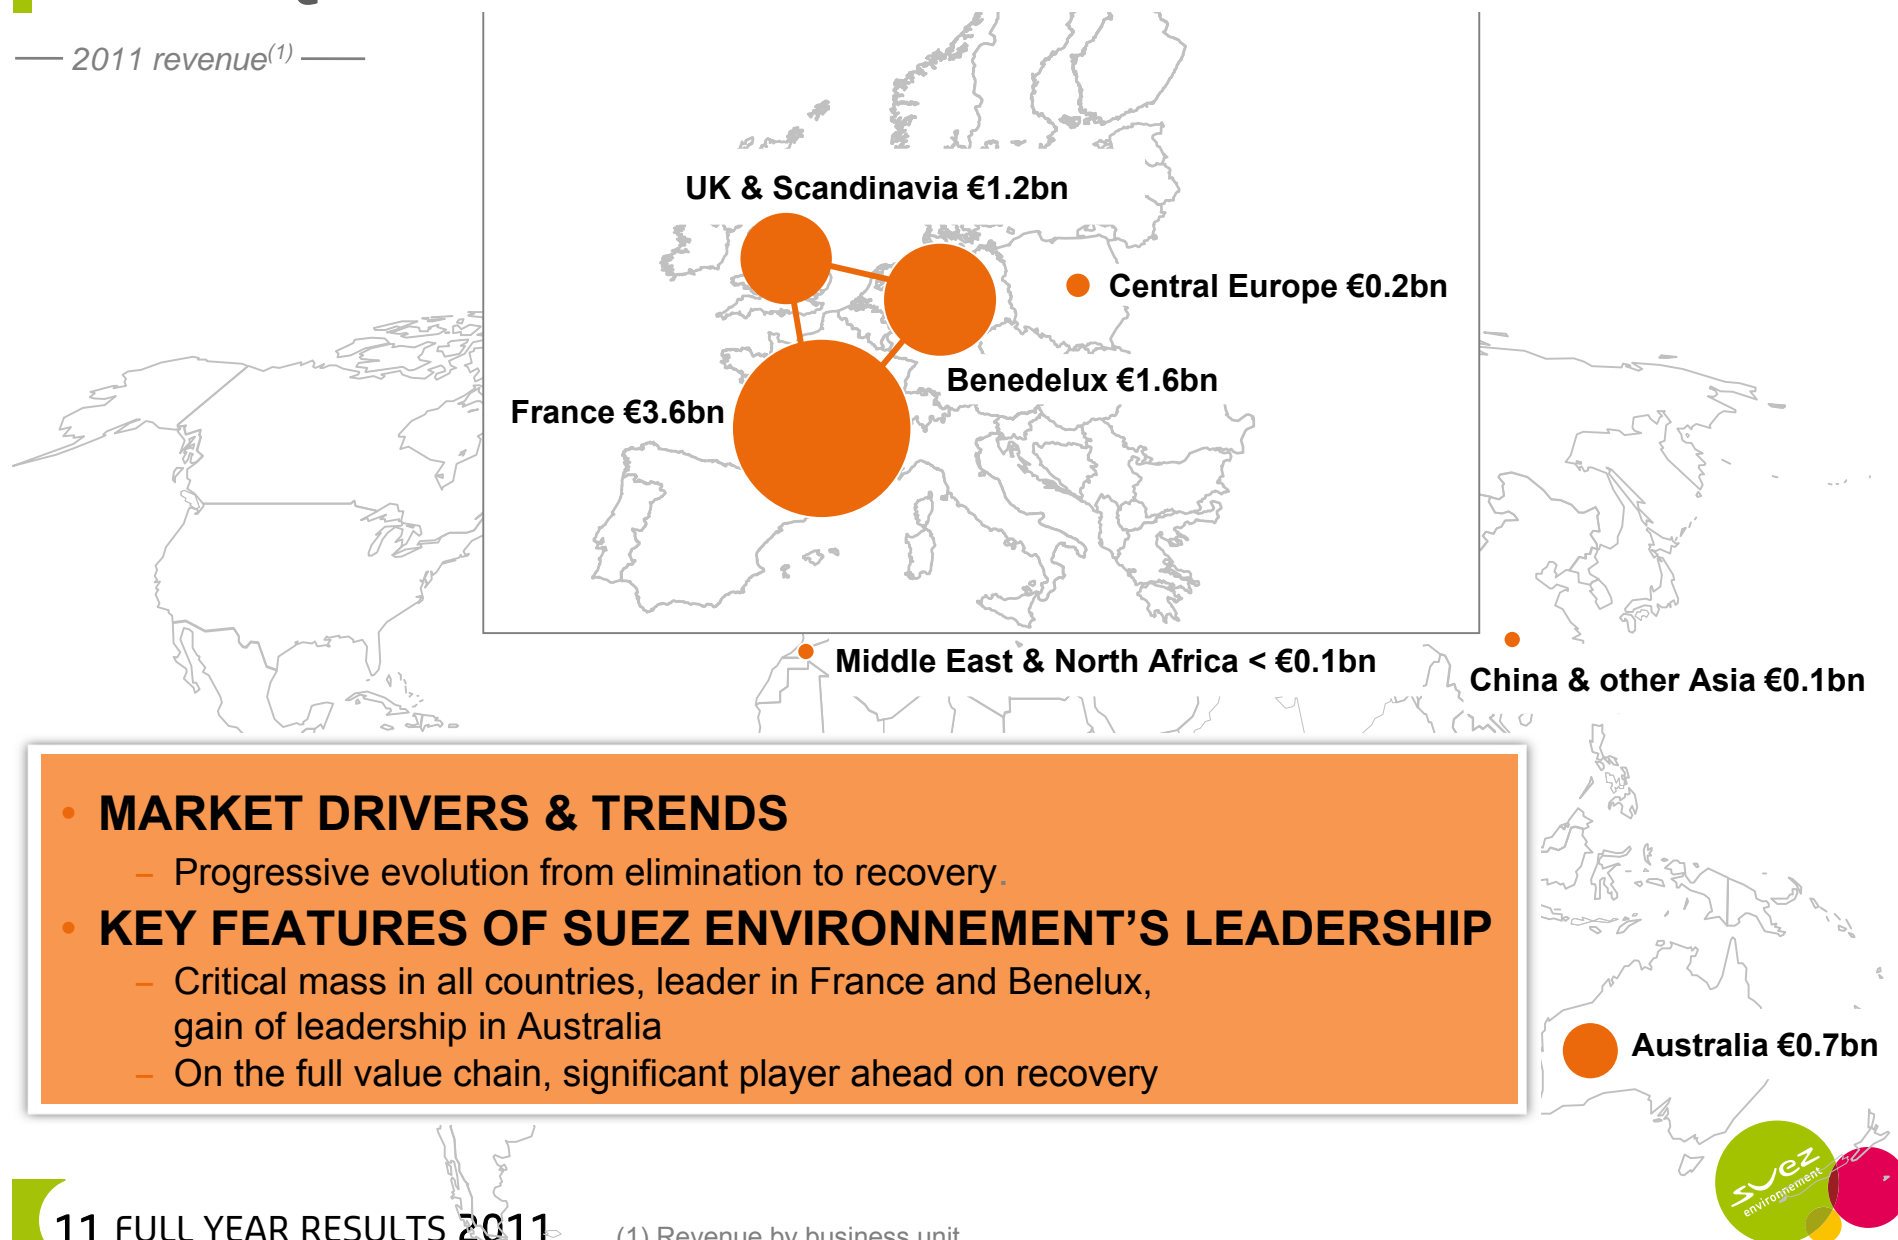 2011 revenue(1)
UK & Scandinavia €1.2bn
Central Europe €0.2bn
Benedelux €1.6bn
France €3.6bn
Middle East & North Africa < €0.1bn
China & other Asia €0.1bn
• MARKET DRIVERS & TRENDS
– Progressive evolution from elimination to recovery.
• KEY FEATURES OF SUEZ ENVIRONNEMENT’S LEADERSHIP
– Critical mass in all countries, leader in France and Benelux,
gain of leadership in Australia
– On the full value chain, significant player ahead on recovery
Australia €0.7bn
suez
environnement
11 FULL YEAR RESULTS 2011
(1) Revenue by business unit